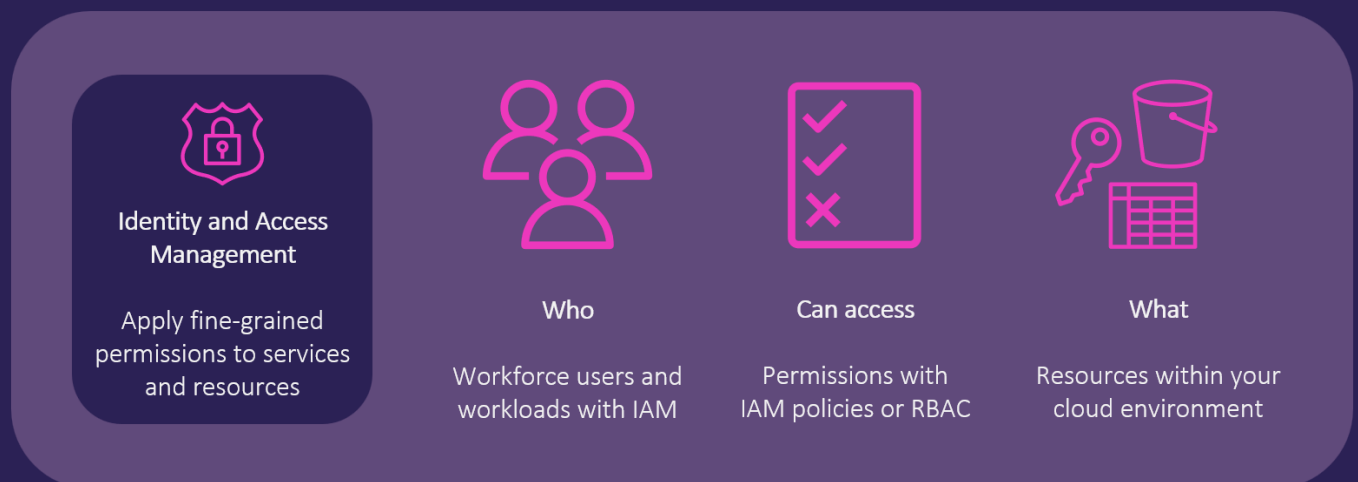 Identity and Access
Management
Apply fine-grained
permissions to services
and resources
Who
Workforce users and
workloads with IAM
Can access
Permissions with
IAM policies or RBAC
What
Resources within your
cloud environment